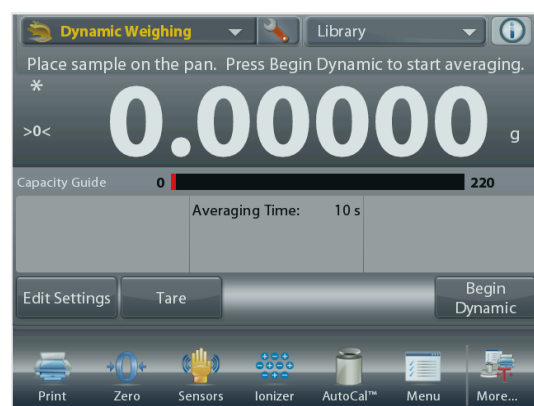 Dynamic Weighing Library
Place sample on the pan. Press Begin Dynamic to start averaging.
*
>0< 0.00000 g
Capacity Guide 0 220
Averaging Time: 10 s
Edit Settings Tare Begin Dynamic
→0← 
Print Zero Sensors Ionizer AutoCal™ Menu More...